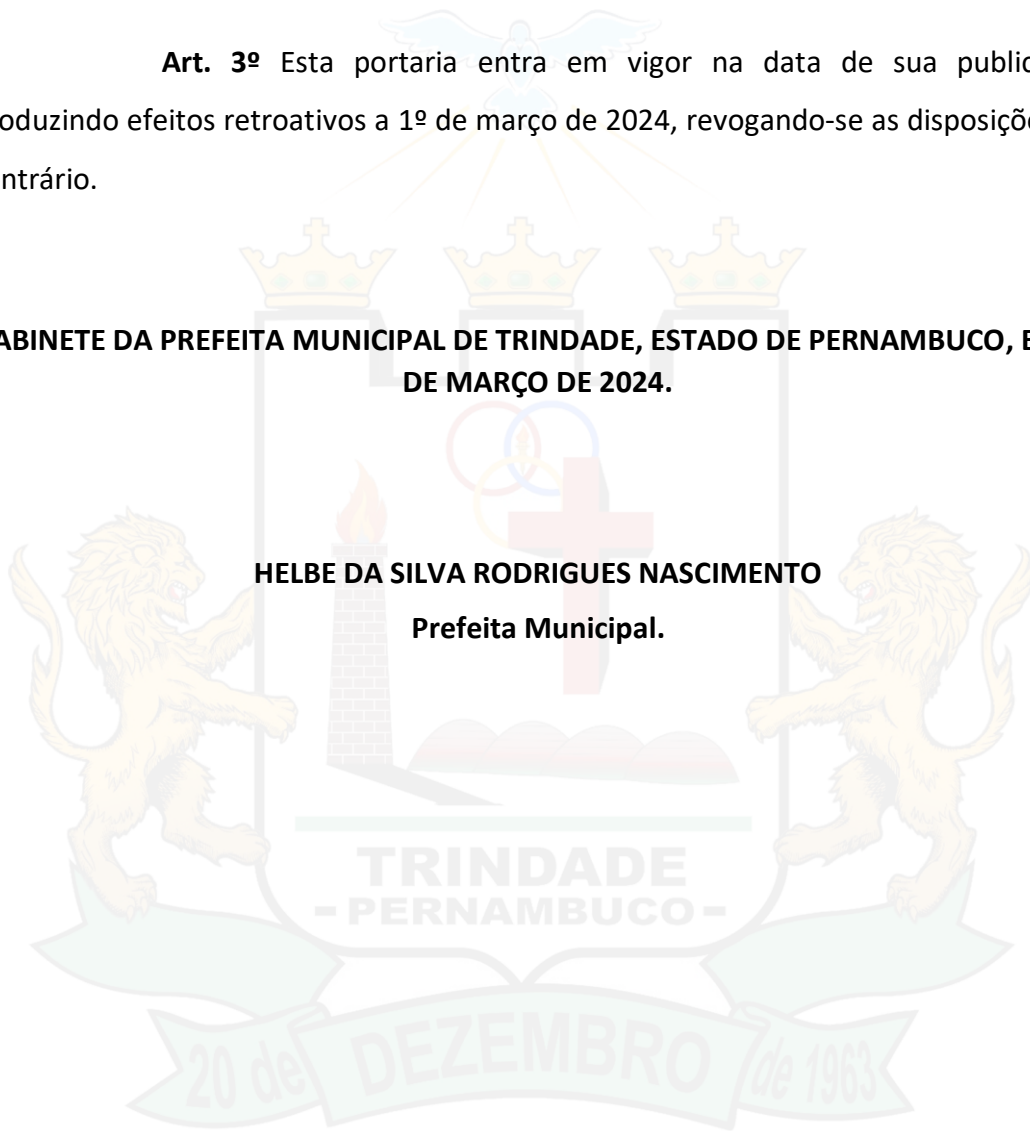 Art. 3º Esta portaria entra em vigor na data de sua public
oduzindo efeitos retroativos a 1º de março de 2024, revogando-se as disposiçõ
ntrário.
ABINETE DA PREFEITA MUNICIPAL DE TRINDADE, ESTADO DE PERNAMBUCO, E
DE MARÇO DE 2024.
HELBE DA SILVA RODRIGUES NASCIMENTO
Prefeita Municipal.
TRINDADE
- PERNAMBUCO -
20 de DEZEMBRO de 1963